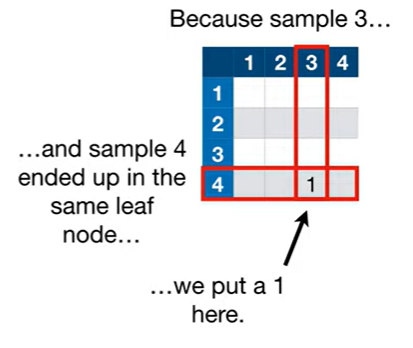 Because sample 3...
1 2 3 4
1
2
...and sample 4
3
ended up in the
4 1
same leaf
node...
...we put a 1
here.